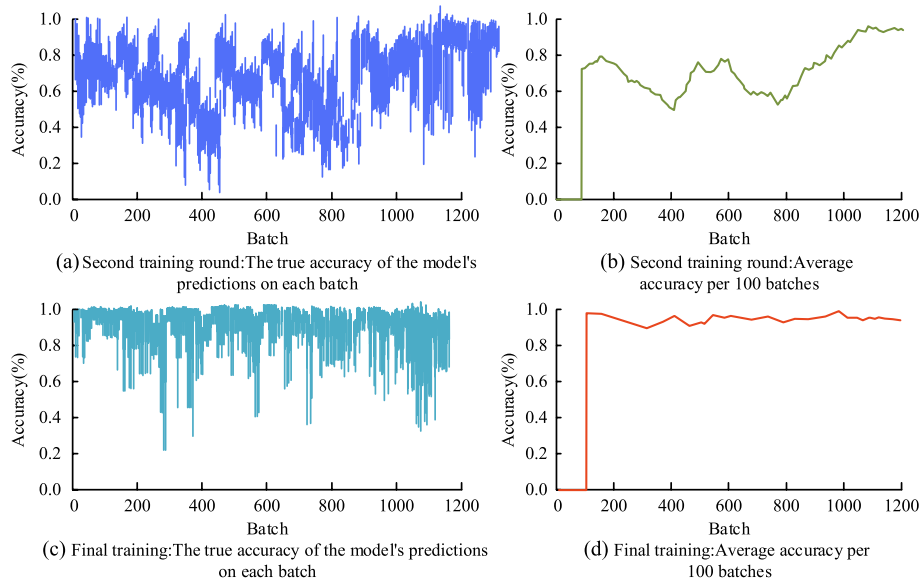 Accuracy(%)
1.0
0.8
0.6
0.4
0.2
0.0
0 200 400 600 800 1000 1200
Batch
(a) Second training round:The true accuracy of the model's
predictions on each batch
Accuracy(%)
1.0
0.8
0.6
0.4
0.2
0.0
0 200 400 600 800 1000 1200
Batch
(b) Second training round:Average
accuracy per 100 batches
Accuracy(%)
1.0
0.8
0.6
0.4
0.2
0.0
0 200 400 600 800 1000 1200
Batch
(c) Final training:The true accuracy of the model's predictions
on each batch
Accuracy(%)
1.0
0.8
0.6
0.4
0.2
0.0
0 200 400 600 800 1000 1200
Batch
(d) Final training:Average accuracy per
100 batches